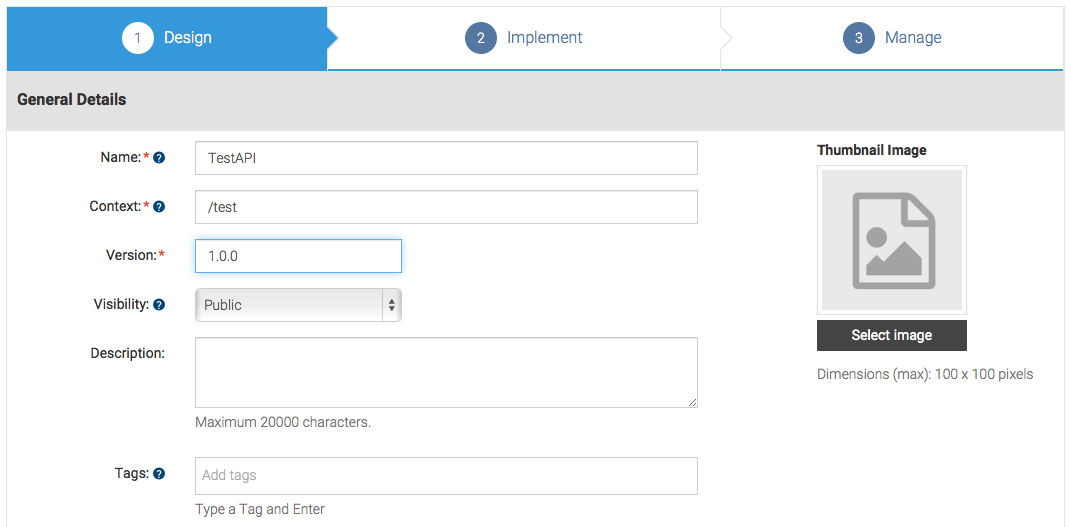 1 Design 2 Implement 3 Manage
General Details
Name:* ? TestAPI
Thumbnail Image
Context:* ? /test
Version:* 1.0.0
Visibility: ? Public
Select image
Description:
Dimensions (max): 100 x 100 pixels
Maximum 20000 characters.
Tags: ? Add tags
Type a Tag and Enter